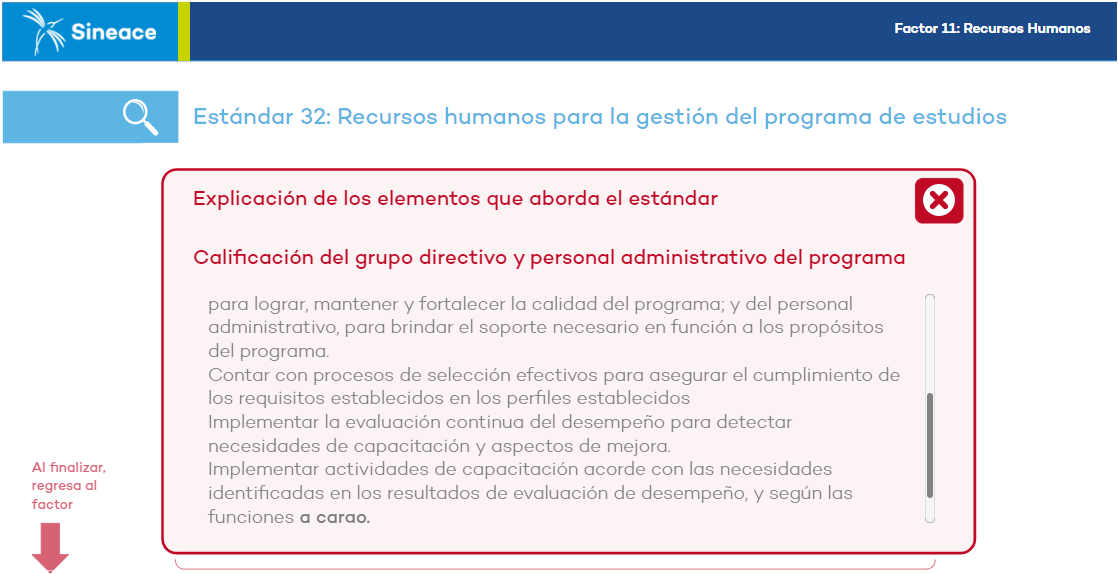 Sineace
Factor 11: Recursos Humanos
Estándar 32: Recursos humanos para la gestión del programa de estudios
Explicación de los elementos que aborda el estándar
Calificación del grupo directivo y personal administrativo del programa
para lograr, mantener y fortalecer la calidad del programa; y del personal
administrativo, para brindar el soporte necesario en función a los propósitos
del programa.
Contar con procesos de selección efectivos para asegurar el cumplimiento de
los requisitos establecidos en los perfiles establecidos
Implementar la evaluación continua del desempeño para detectar
necesidades de capacitación y aspectos de mejora.
Implementar actividades de capacitación acorde con las necesidades
identificadas en los resultados de evaluación de desempeño, y según las
funciones a cargo.
Al finalizar,
regresa al
factor